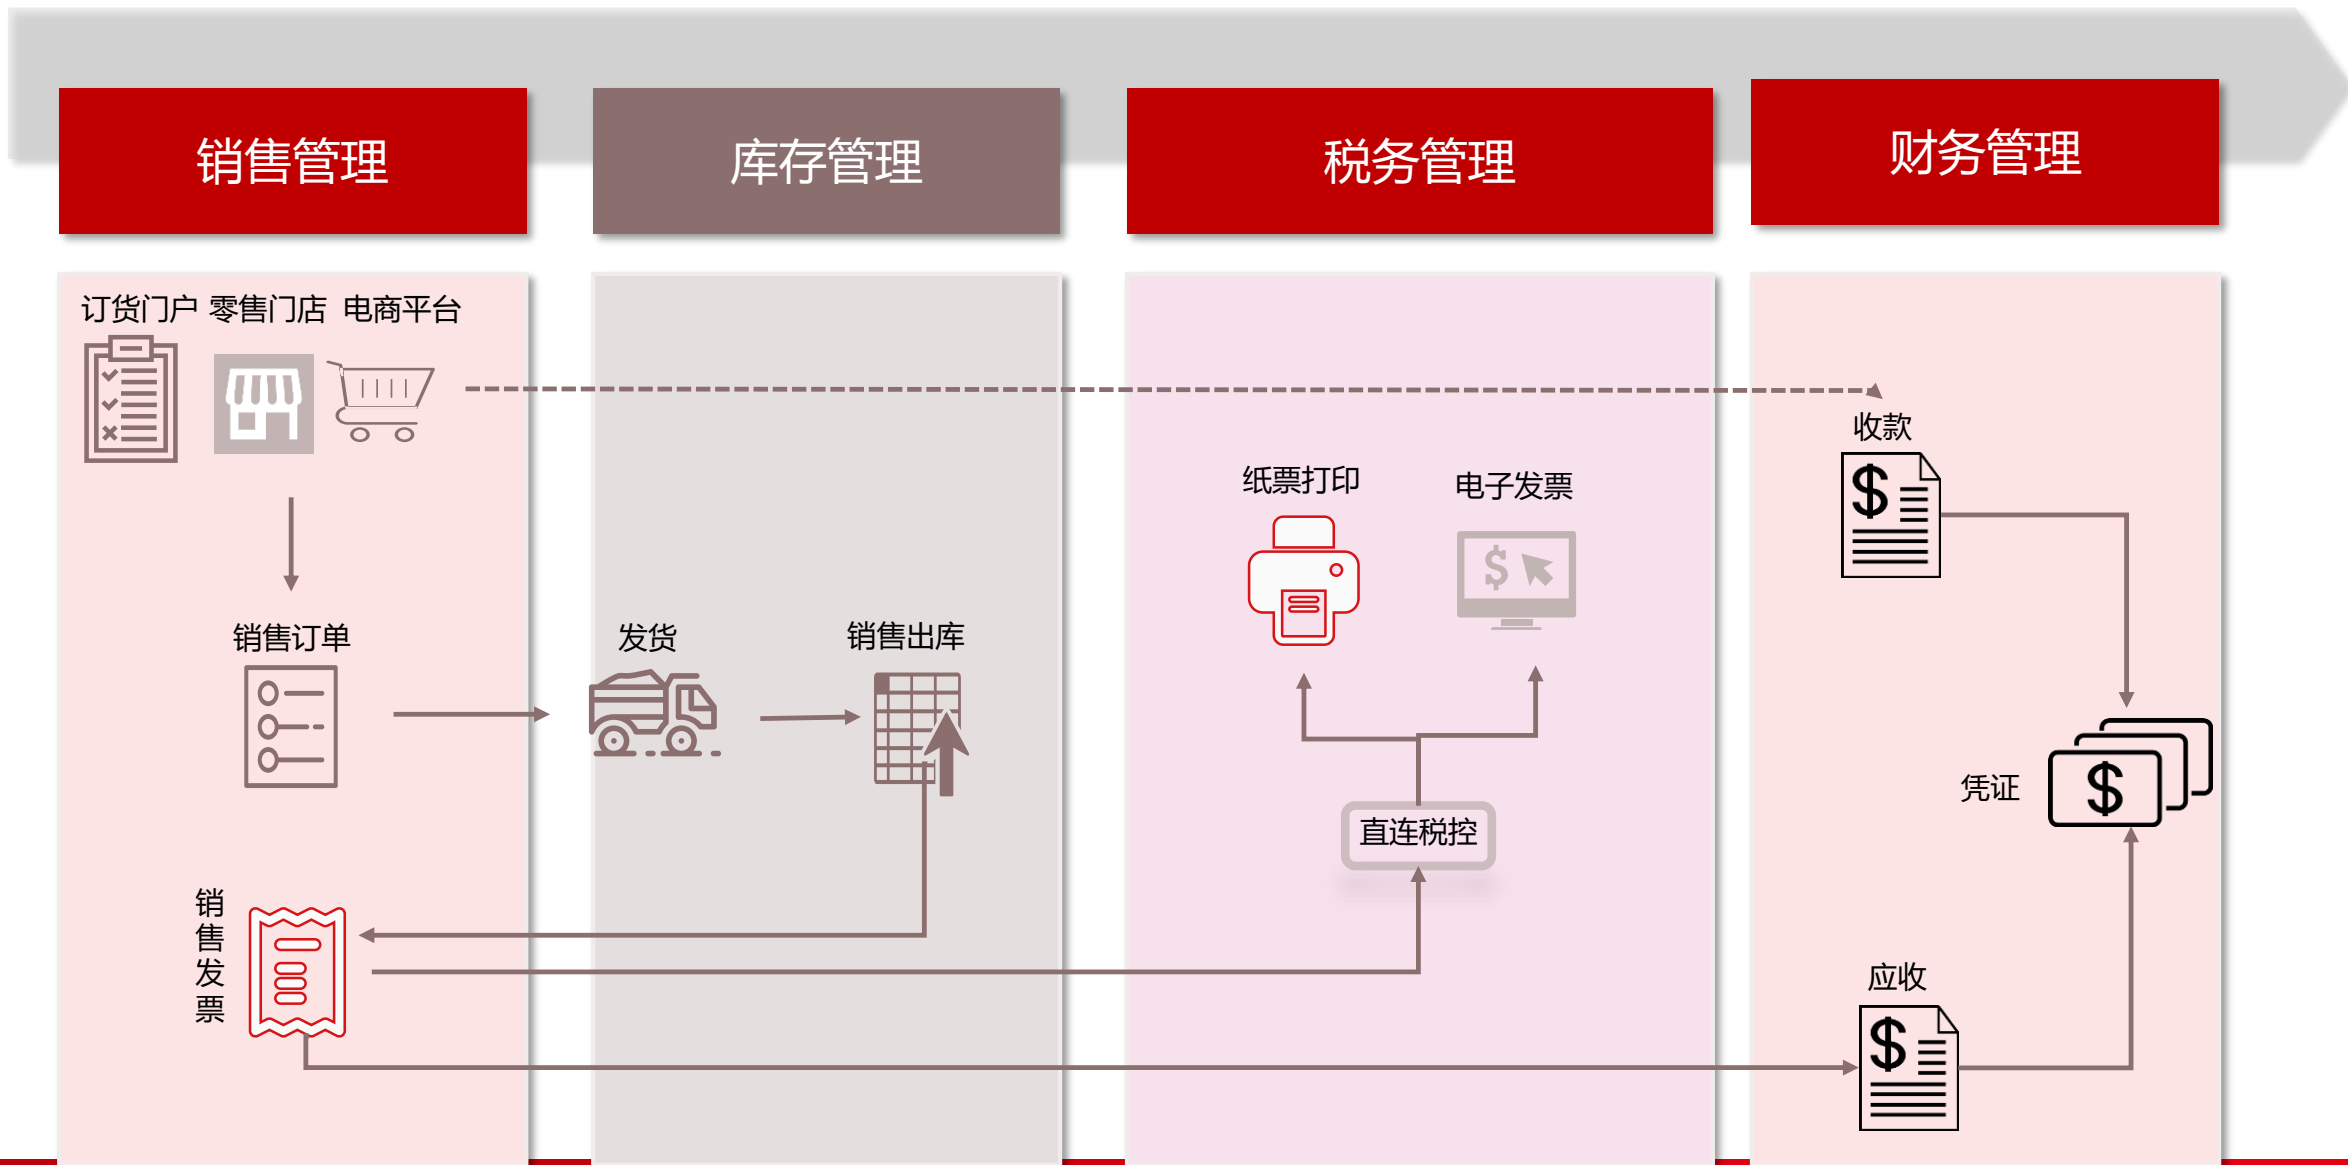 销售管理
库存管理
税务管理
财务管理
订货门户 零售门店 电商平台
收款
纸票打印
电子发票
销售订单
发货
销售出库
凭证
直连税控
销
售
发
票
应收